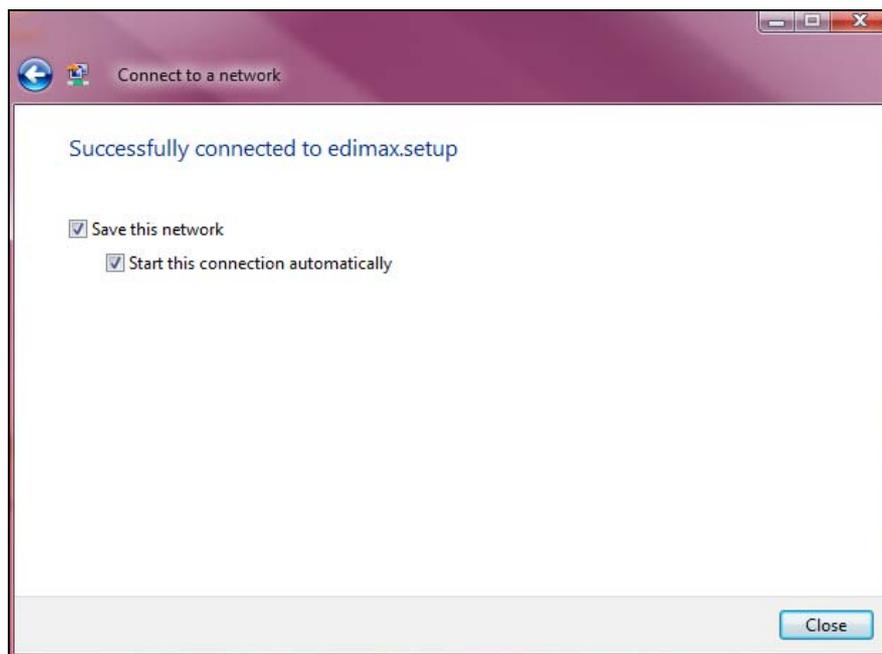 Connect to a network
Successfully connected to edimax.setup
Save this network
Start this connection automatically
Close